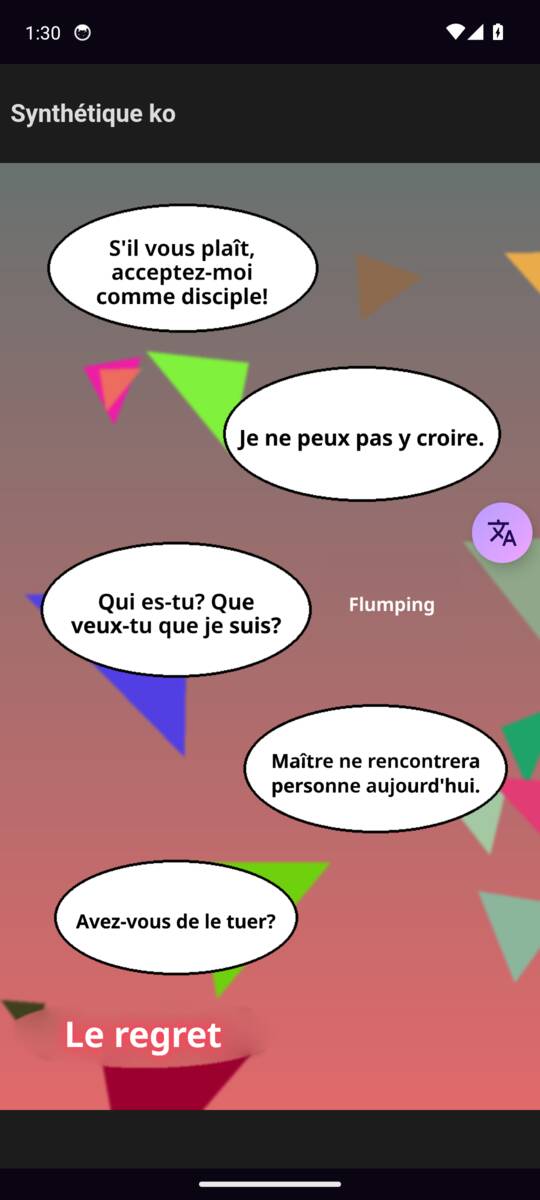 1:30
Synthétique ko
S'il vous plaît,
acceptez-moi
comme disciple!
Je ne peux pas y croire.
Qui es-tu? Que
veux-tu que je suis?
Flumping
Maître ne rencontrera
personne aujourd'hui.
Avez-vous de le tuer?
Le regret